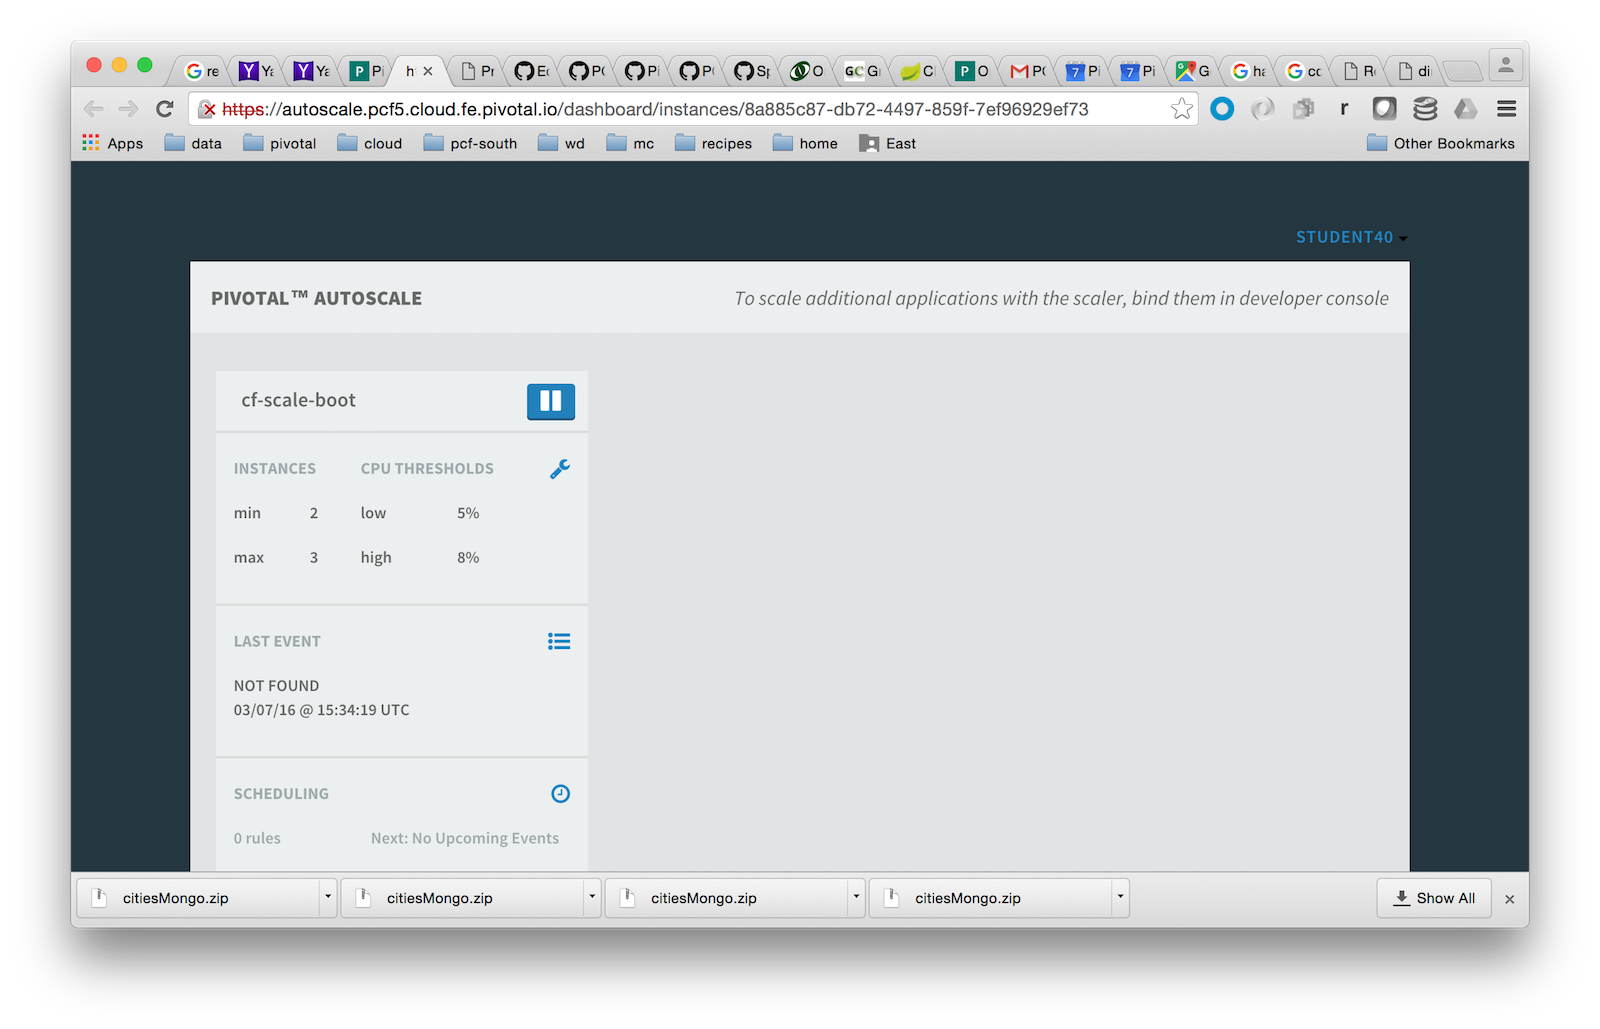 re Ya Ya Pi h Pr Ec PC Pi PC Sp O GC Gi C P O PC 7 Pi 7 Pi G ha cc Re di
https://autoscale.pcf5.cloud.fe.pivotal.io/dashboard/instances/8a885c87-db72-4497-859f-7ef96929ef73
Apps data pivotal cloud pcf-south wd mc recipes home East Other Bookmarks
STUDENT40
PIVOTAL™ AUTOSCALE To scale additional applications with the scaler, bind them in developer console
cf-scale-boot
INSTANCES CPU THRESHOLDS
min 2 low 5%
max 3 high 8%
LAST EVENT
NOT FOUND
03/07/16 @ 15:34:19 UTC
SCHEDULING
0 rules Next: No Upcoming Events
citiesMongo.zip citiesMongo.zip citiesMongo.zip citiesMongo.zip Show All